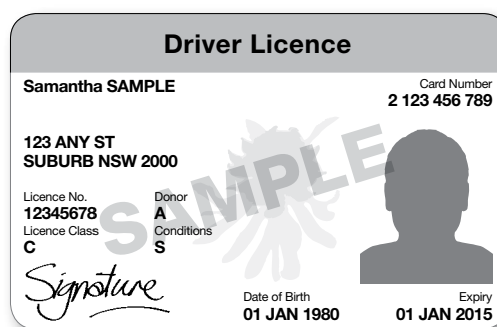 Driver Licence
Samantha SAMPLE
Card Number
2 123 456 789
123 ANY ST
SUBURB NSW 2000
SAMPLE
Licence No. Donor
12345678 A
Licence Class Conditions
C S
Signature
Date of Birth Expiry
01 JAN 1980 01 JAN 2015